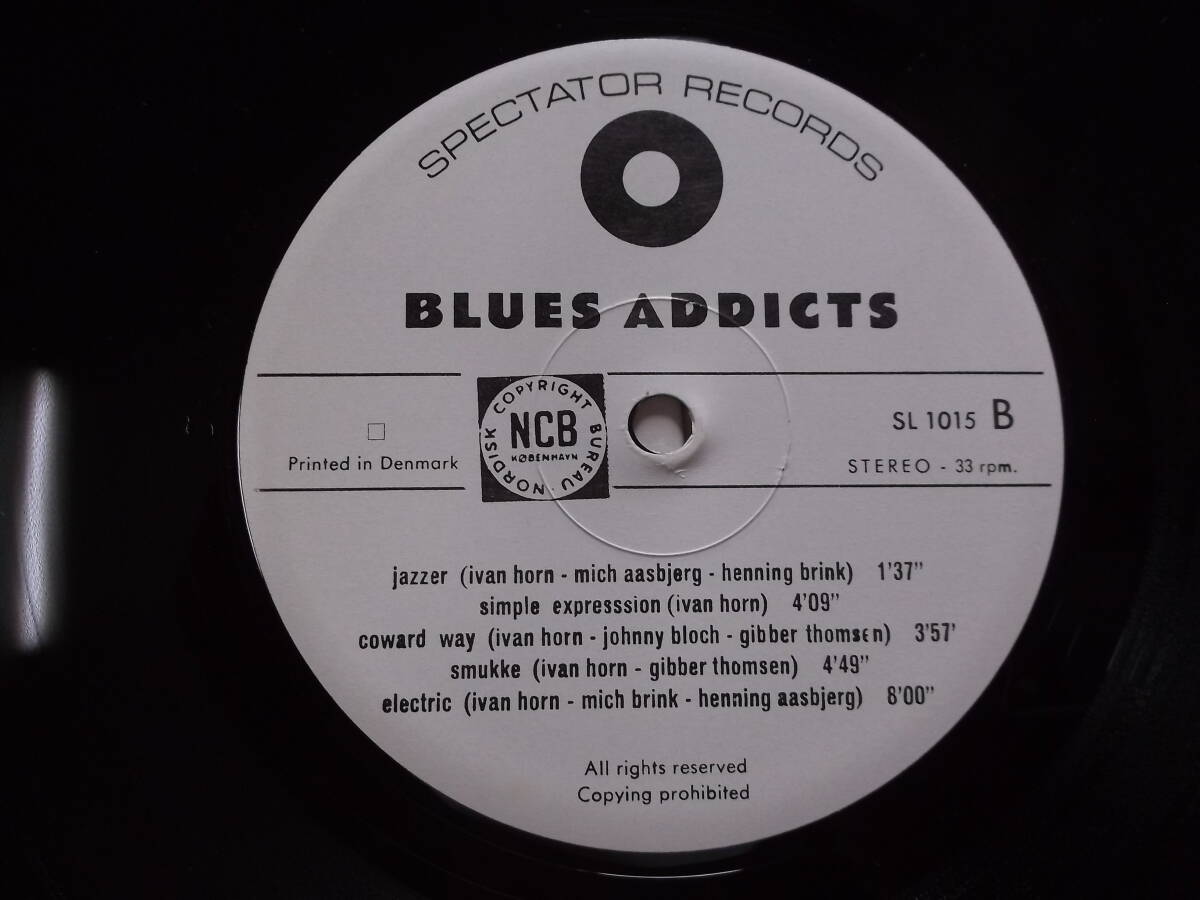 SPECTATOR RECORDS
BLUES ADDICTS
Printed in Denmark
NORDISK COPYRIGHT BUREAU ·
NCB
KØBENHAVN
SL 1015 B
STEREO - 33 rpm.
jazzer (ivan horn - mich aasbjerg - henning brink) 1'37"
simple expresssion (ivan horn) 4'09"
coward way (ivan horn - johnny bloch - gibber thomsen) 3'57'
smukke (ivan horn - gibber thomsen) 4'49"
electric (ivan horn - mich brink - henning aasbjerg) 8'00"
All rights reserved
Copying prohibited